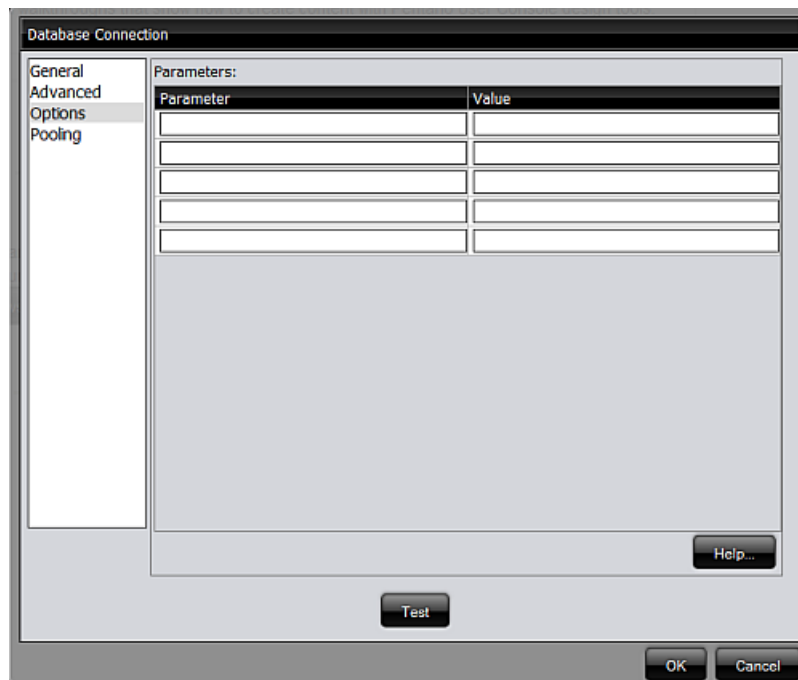 Database Connection
General
Advanced
Options
Pooling
Parameters:
Parameter Value
Help...
Test
OK Cancel